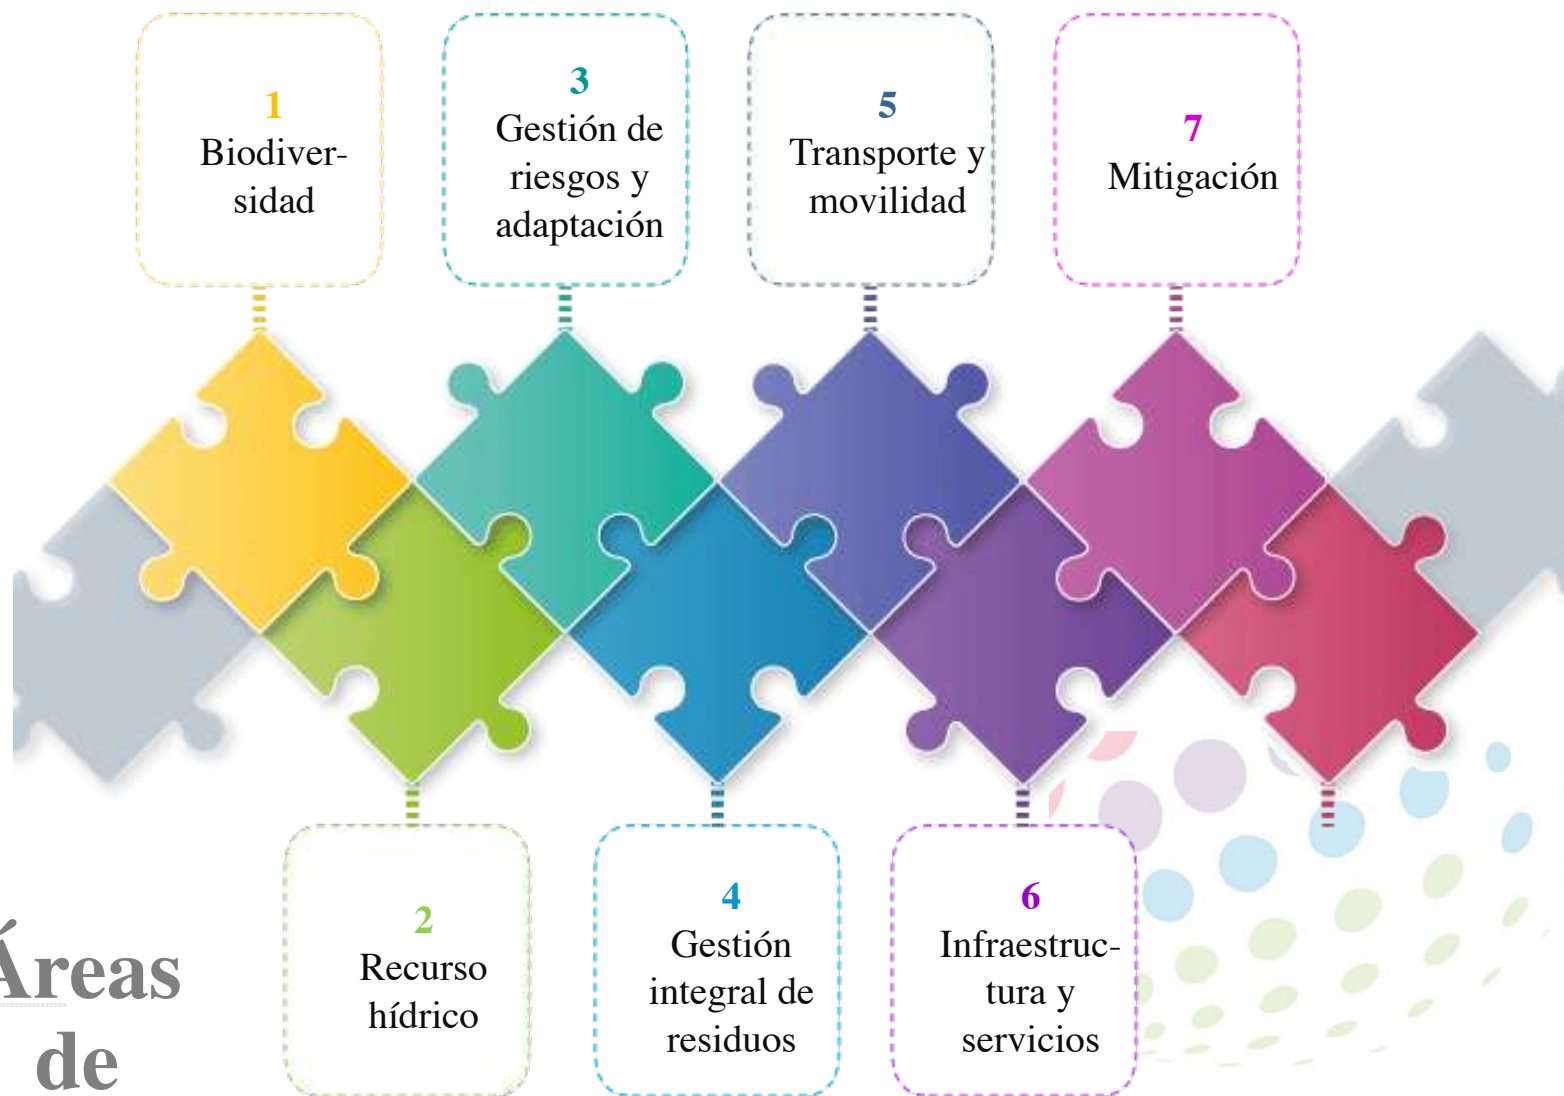 1
Biodiver-
sidad
3
Gestión de
riesgos y
adaptación
5
Transporte y
movilidad
7
Mitigación
2
Recurso
hídrico
4
Gestión
integral de
residuos
6
Infraestruc-
tura y
servicios
Áreas
de